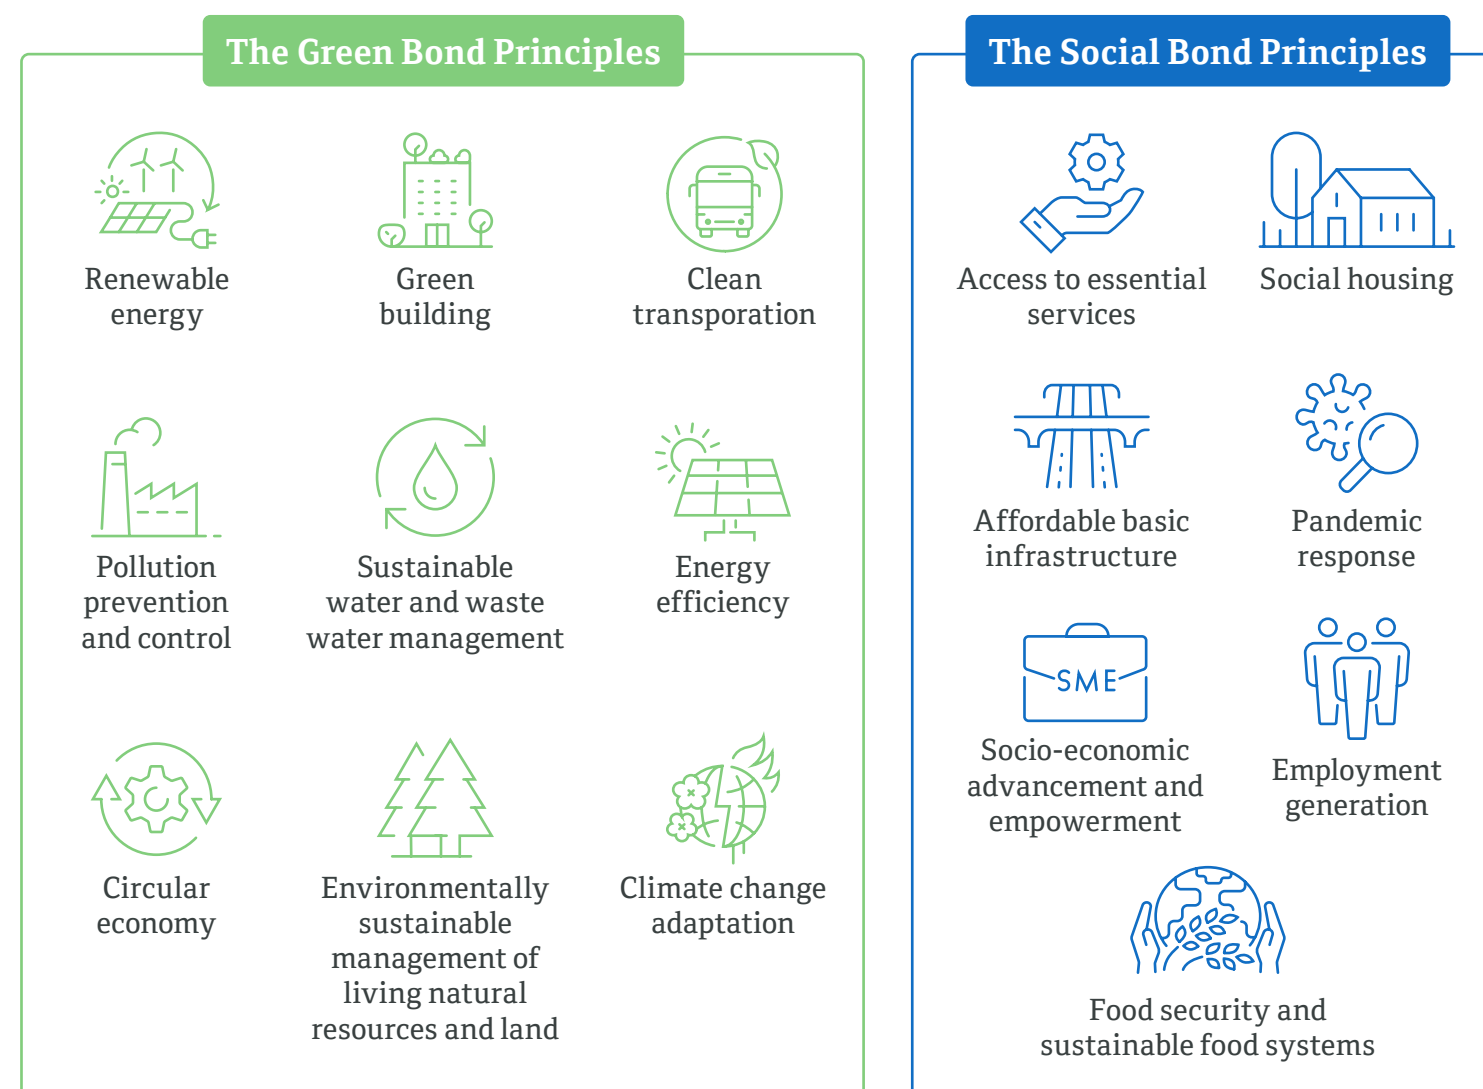 The Green Bond Principles
Renewable
energy
Green
building
Clean
transporation
Pollution
prevention
and control
Sustainable
water and waste
water management
Energy
efficiency
Circular
economy
Environmentally
sustainable
management of
living natural
resources and land
Climate change
adaptation
The Social Bond Principles
Access to essential
services
Social housing
Affordable basic
infrastructure
Pandemic
response
SME
Socio-economic
advancement and
empowerment
Employment
generation
Food security and
sustainable food systems